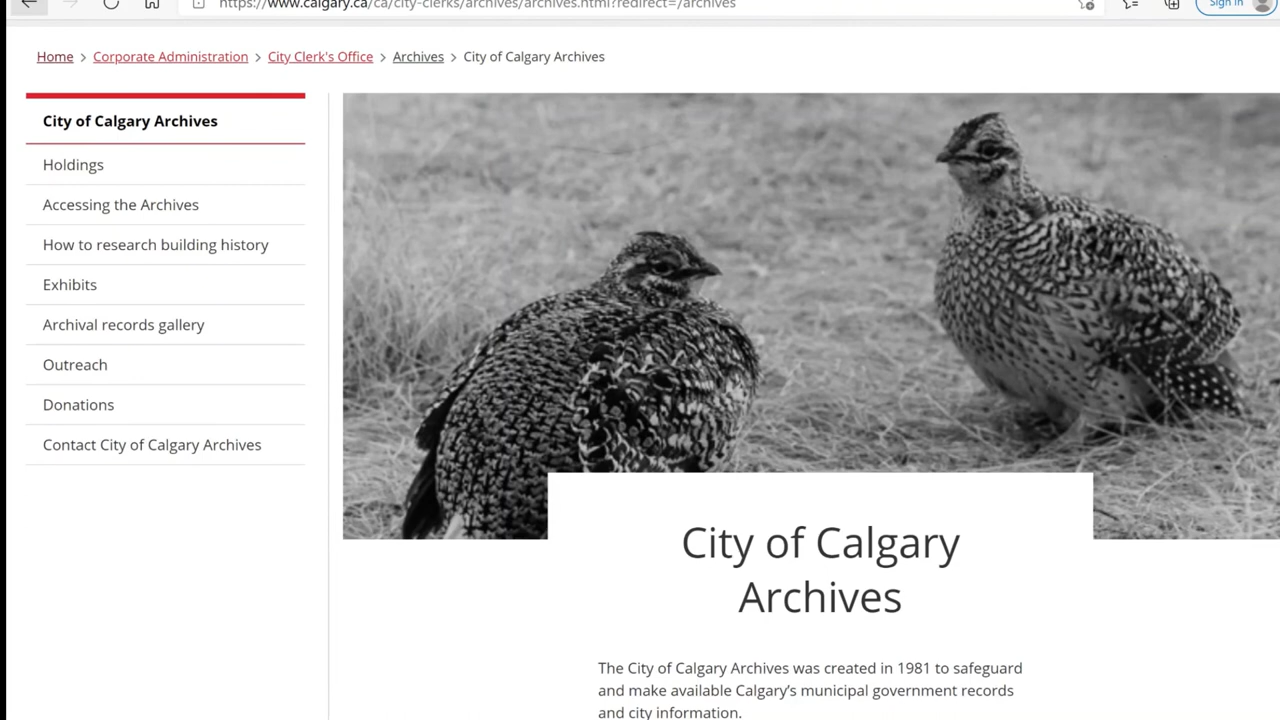 https://www.calgary.ca/ca/city-clerks/archives/archives.html?redirect=/archives
Sign in
Home > Corporate Administration > City Clerk's Office > Archives > City of Calgary Archives
City of Calgary Archives
Holdings
Accessing the Archives
How to research building history
Exhibits
Archival records gallery
Outreach
Donations
Contact City of Calgary Archives
City of Calgary
Archives
The City of Calgary Archives was created in 1981 to safeguard
and make available Calgary’s municipal government records
and city information.